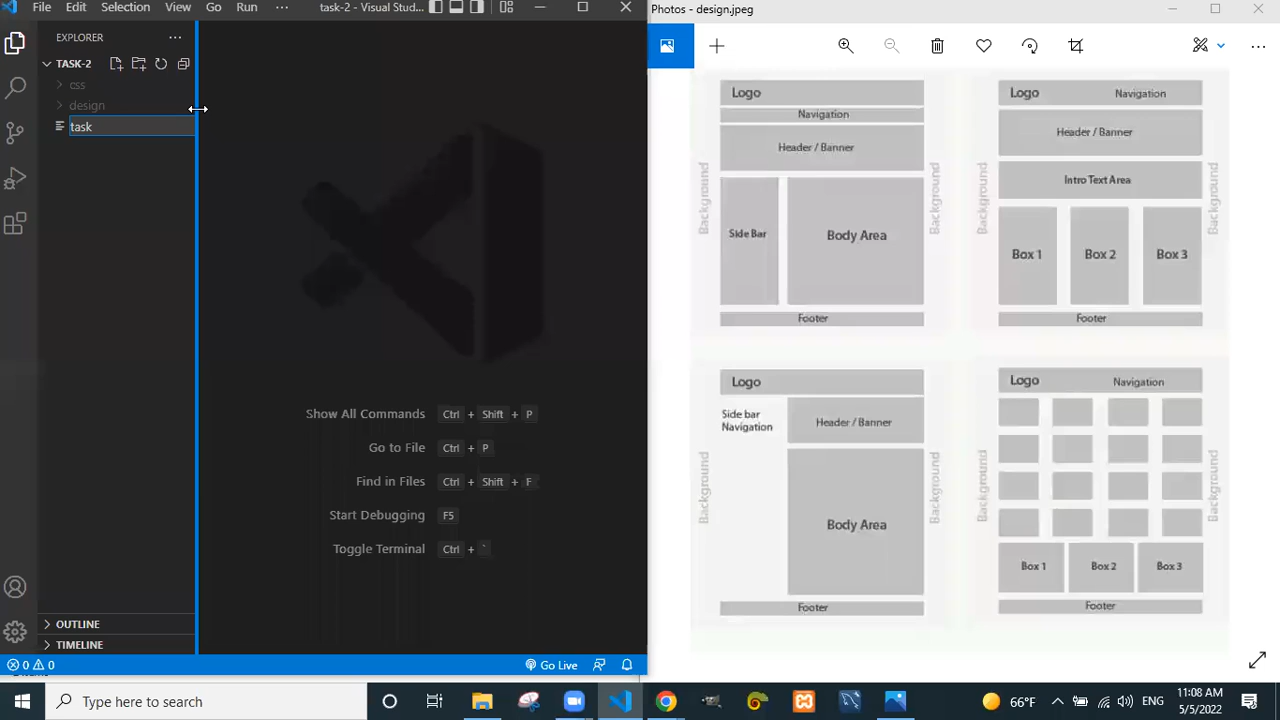 Edit Selection View Go Run ··· task-2 - Visual Stud...
EXPLORER
TASK-2
css
design
task
Show All Commands Ctrl + Shift + P
Go to File Ctrl + P
Find in Files Ctrl + Shift + F
Start Debugging F5
Toggle Terminal Ctrl + `
OUTLINE
TIMELINE
0 0 Go Live
Photos - design.jpeg
Logo
Navigation
Header / Banner
Side Bar
Body Area
Footer
Background
Background
Logo Navigation
Header / Banner
Intro Text Area
Box 1 Box 2 Box 3
Footer
Background
Background
Logo
Side bar
Navigation
Header / Banner
Body Area
Footer
Background
Background
Logo Navigation
Box 1 Box 2 Box 3
Footer
Background
Background
Type here to search
66°F ENG
11:08 AM
5/5/2022